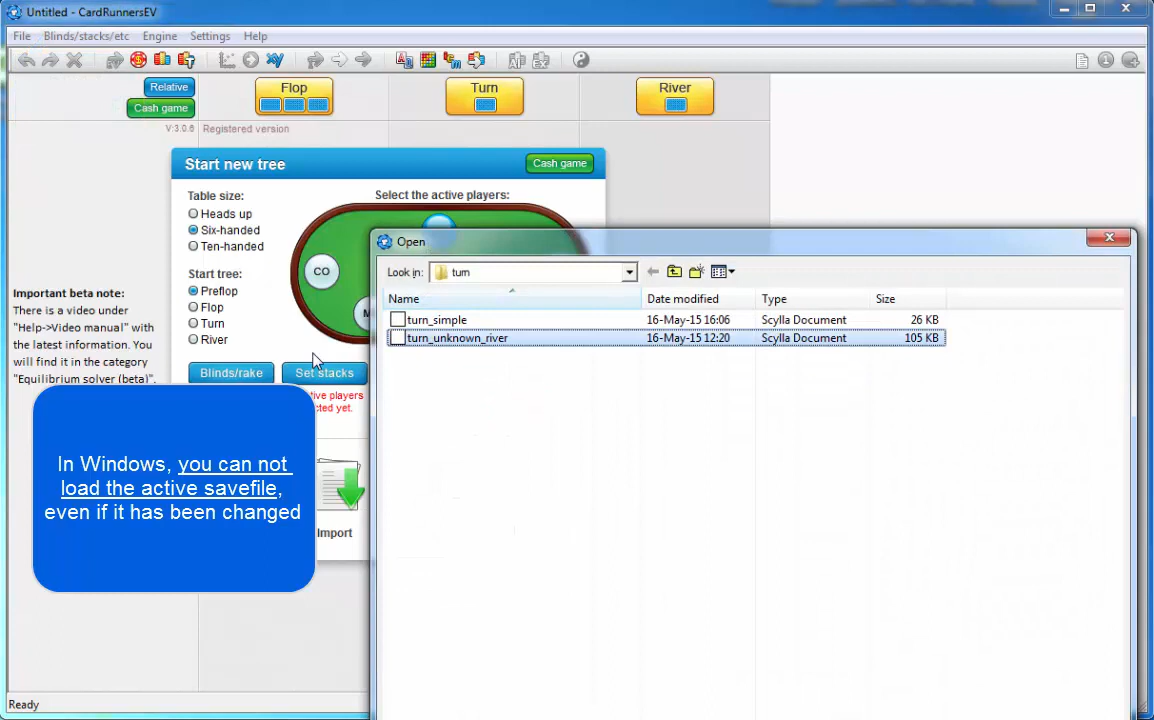 Untitled - CardRunnersEV
File Blinds/stacks/etc Engine Settings Help
Relative
Cash game
Flop
Turn
River
V:3.0.6 Registered version
Start new tree
Cash game
Table size:
Heads up
Six-handed
Ten-handed
Start tree:
Preflop
Flop
Turn
River
Select the active players:
CO
Blinds/rake
Set stacks
tive players
cted yet.
Import
Important beta note:
There is a video under
"Help->Video manual" with
the latest information. You
will find it in the category
"Equilibrium solver (beta)".
In Windows, you can not
load the active savefile,
even if it has been changed
Open
Look in: turn
Name Date modified Type Size
turn_simple 16-May-15 16:06 Scylla Document 26 KB
turn_unknown_river 16-May-15 12:20 Scylla Document 105 KB
Ready